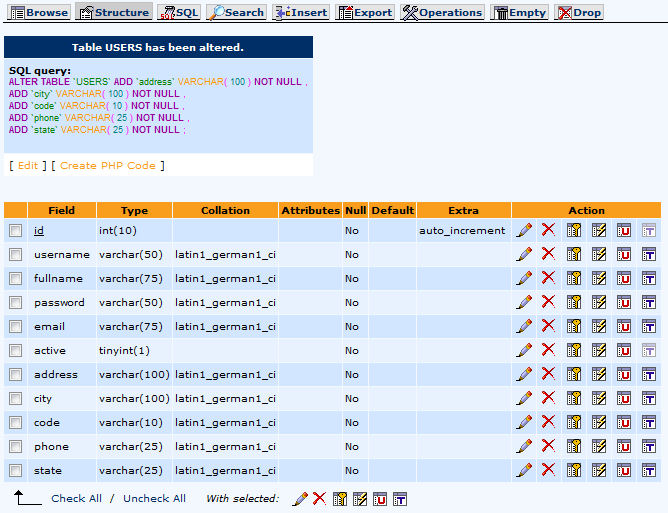 Browse Structure SQL Search Insert Export Operations Empty Drop
Table USERS has been altered.
SQL query:
ALTER TABLE `USERS` ADD `address` VARCHAR( 100 ) NOT NULL ,
ADD `city` VARCHAR( 100 ) NOT NULL ,
ADD `code` VARCHAR( 10 ) NOT NULL ,
ADD `phone` VARCHAR( 25 ) NOT NULL ,
ADD `state` VARCHAR( 25 ) NOT NULL ;
[ Edit ] [ Create PHP Code ]
Field Type Collation Attributes Null Default Extra Action
id int(10) No auto_increment
username varchar(50) latin1_german1_ci No
fullname varchar(75) latin1_german1_ci No
password varchar(50) latin1_german1_ci No
email varchar(75) latin1_german1_ci No
active tinyint(1) No
address varchar(100) latin1_german1_ci No
city varchar(100) latin1_german1_ci No
code varchar(10) latin1_german1_ci No
phone varchar(25) latin1_german1_ci No
state varchar(25) latin1_german1_ci No
Check All / Uncheck All With selected: